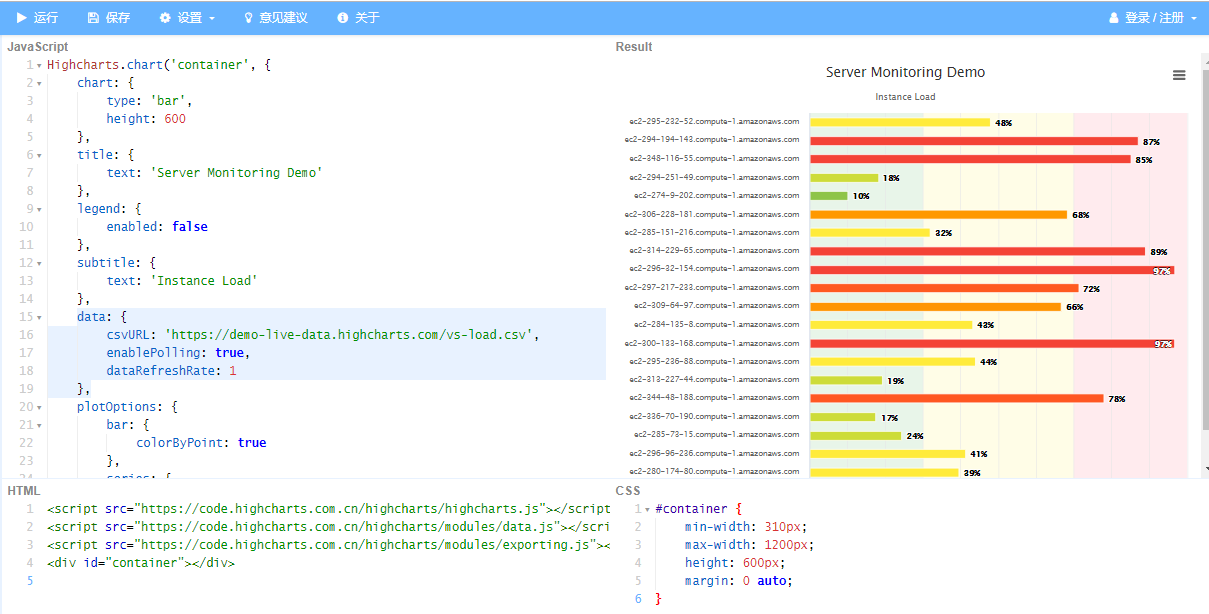 运行 保存 设置 意见建议 关于 登录 / 注册
JavaScript
1 Highcharts.chart('container', {
2 chart: {
3 type: 'bar',
4 height: 600
5 },
6 title: {
7 text: 'Server Monitoring Demo'
8 },
9 legend: {
10 enabled: false
11 },
12 subtitle: {
13 text: 'Instance Load'
14 },
15 data: {
16 csvURL: 'https://demo-live-data.highcharts.com/vs-load.csv',
17 enablePolling: true,
18 dataRefreshRate: 1
19 },
20 plotOptions: {
21 bar: {
22 colorByPoint: true
23 },
24 series: {
Result
Server Monitoring Demo
Instance Load
ec2-295-232-52.compute-1.amazonaws.com 48%
ec2-294-194-143.compute-1.amazonaws.com 87%
ec2-348-116-55.compute-1.amazonaws.com 85%
ec2-294-251-49.compute-1.amazonaws.com 18%
ec2-274-9-202.compute-1.amazonaws.com 10%
ec2-306-228-181.compute-1.amazonaws.com 68%
ec2-285-151-216.compute-1.amazonaws.com 32%
ec2-314-229-65.compute-1.amazonaws.com 89%
ec2-296-32-154.compute-1.amazonaws.com 97%
ec2-297-217-233.compute-1.amazonaws.com 72%
ec2-309-64-97.compute-1.amazonaws.com 66%
ec2-284-135-8.compute-1.amazonaws.com 43%
ec2-300-133-168.compute-1.amazonaws.com 97%
ec2-295-236-88.compute-1.amazonaws.com 44%
ec2-313-227-44.compute-1.amazonaws.com 19%
ec2-344-48-188.compute-1.amazonaws.com 78%
ec2-336-70-190.compute-1.amazonaws.com 17%
ec2-285-73-15.compute-1.amazonaws.com 24%
ec2-296-96-236.compute-1.amazonaws.com 41%
ec2-280-174-80.compute-1.amazonaws.com 39%
HTML
1 <script src="https://code.highcharts.com.cn/highcharts/highcharts.js"></script
2 <script src="https://code.highcharts.com.cn/highcharts/modules/data.js"></scri
3 <script src="https://code.highcharts.com.cn/highcharts/modules/exporting.js"><
4 <div id="container"></div>
5
CSS
1 #container {
2 min-width: 310px;
3 max-width: 1200px;
4 height: 600px;
5 margin: 0 auto;
6 }